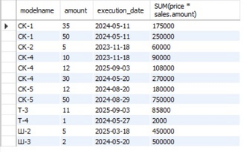 modelname amount execution_date SUM(price * sales.amount)
СК-1 35 2024-05-11 175000
СК-1 50 2024-05-11 250000
СК-2 5 2023-11-18 60000
СК-4 10 2023-11-18 90000
СК-4 12 2025-09-03 108000
СК-4 30 2024-05-20 270000
СК-5 12 2024-08-20 180000
СК-5 50 2024-08-29 750000
Т-3 11 2025-09-03 85800
Т-4 1 2024-05-27 2000
Ш-2 5 2025-03-18 450000
Ш-3 2 2024-05-20 500000